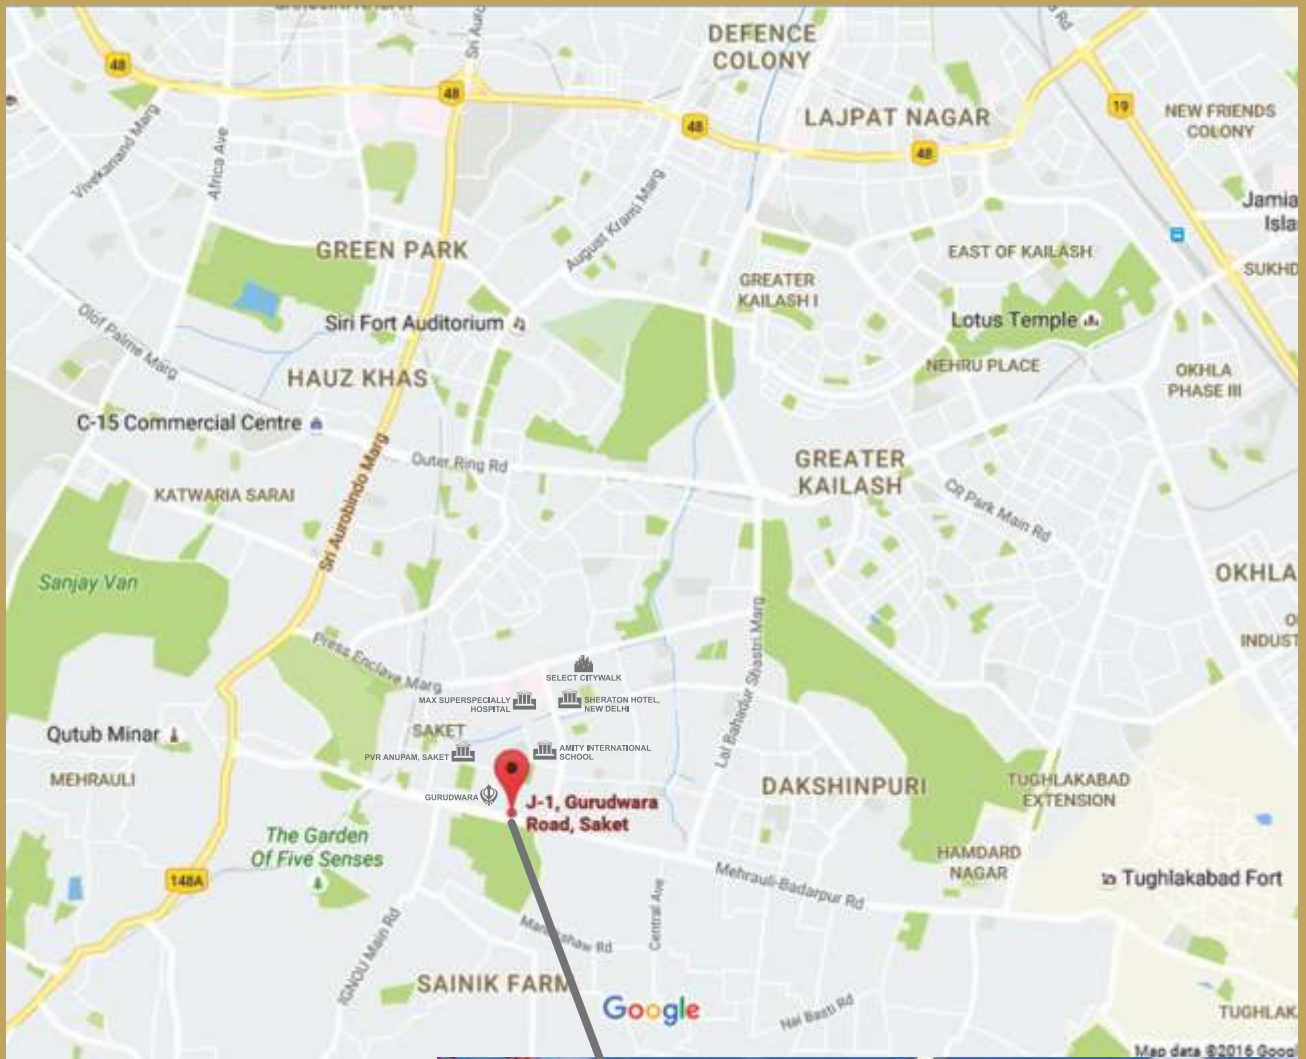 DEFENCE
COLONY
48
Sri Auro
48
48
LAJPAT NAGAR
48
19
NEW FRIENDS
COLONY
Vivekanand Marg
Africa Ave
August Kranti Marg
Jamia
Isla
GREEN PARK
EAST OF KAILASH
SUKHD
GREATER
KAILASH I
Olof Palme Marg
Siri Fort Auditorium
Lotus Temple
NEHRU PLACE
OKHLA
PHASE III
HAUZ KHAS
C-15 Commercial Centre
Outer Ring Rd
GREATER
KAILASH
KATWARIA SARAI
Sri Aurobindo Marg
CR Park Main Rd
Sanjay Van
OKHLA
INDUST
Press Enclave Marg
Lal Bahadur Shastri Marg
SELECT CITYWALK
MAX SUPERSPECIALLY
HOSPITAL
SHERATON HOTEL,
NEW DELHI
Qutub Minar
SAKET
PVR ANUPAM, SAKET
AMITY INTERNATIONAL
SCHOOL
MEHRAULI
DAKSHINPURI
TUGHLAKABAD
EXTENSION
GURUDWARA
J-1, Gurudwara
Road, Saket
The Garden
Of Five Senses
HAMDARD
NAGAR
148A
Mehrauli-Badarpur Rd
Tughlakabad Fort
Central Ave
IGNOU Main Rd
SAINIK FARM
Google
Nai Basti Rd
TUGHLAK
Map data ©2016 Googl